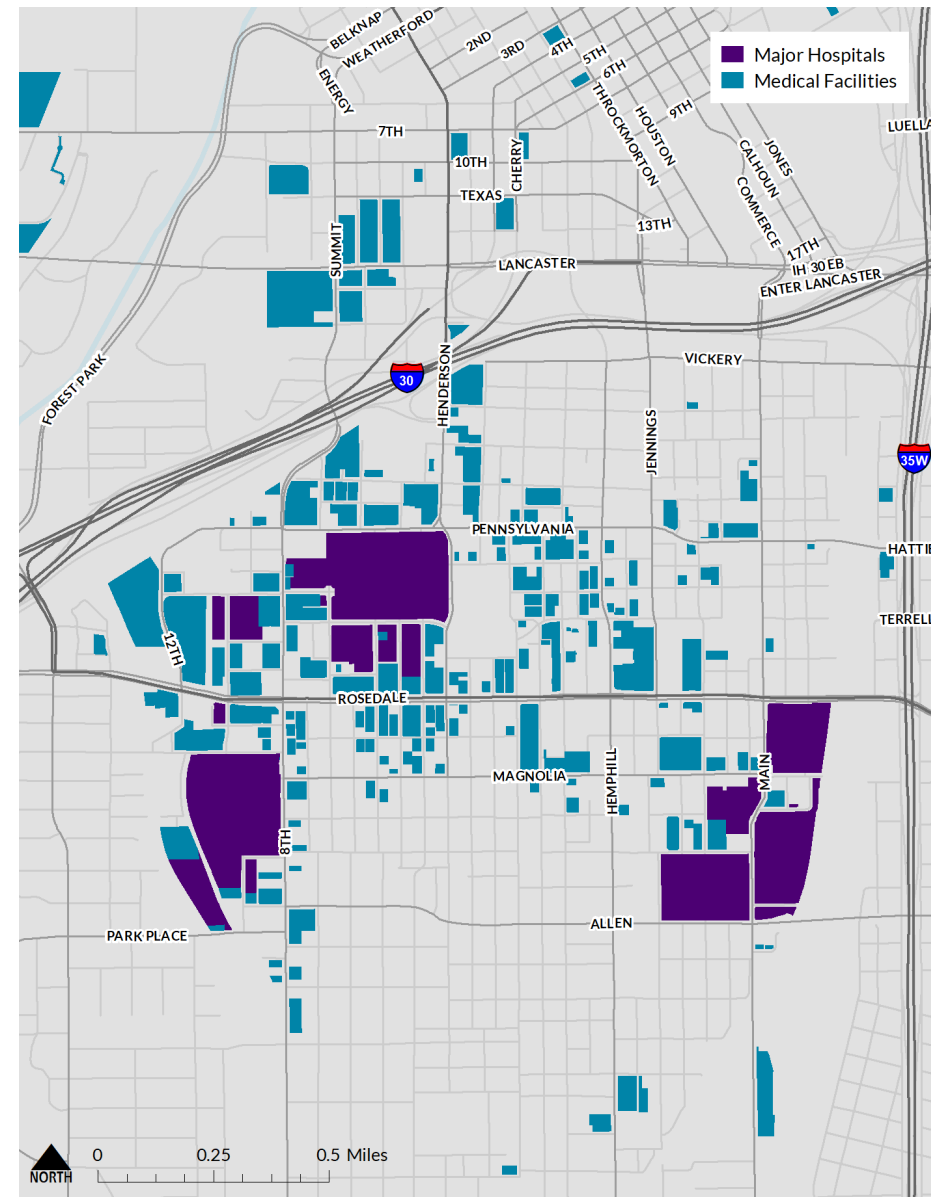 BELKNAP
WEATHERFORD
ENERGY
2ND
3RD
4TH
5TH
6TH
9TH
Major Hospitals
Medical Facilities
THROCKMORTON
HOUSTON
7TH
10TH
CHERRY
TEXAS
13TH
JONES
CALHOUN
COMMERCE
17TH
LUELLA
SUMMIT
LANCASTER
IH 30 EB
ENTER LANCASTER
FOREST PARK
30
HENDERSON
VICKERY
JENNINGS
35W
PENNSYLVANIA
HATTIE
12TH
TERRELL
ROSEDALE
MAGNOLIA
HEMPHILL
MAIN
8TH
PARK PLACE
ALLEN
NORTH
0 0.25 0.5 Miles